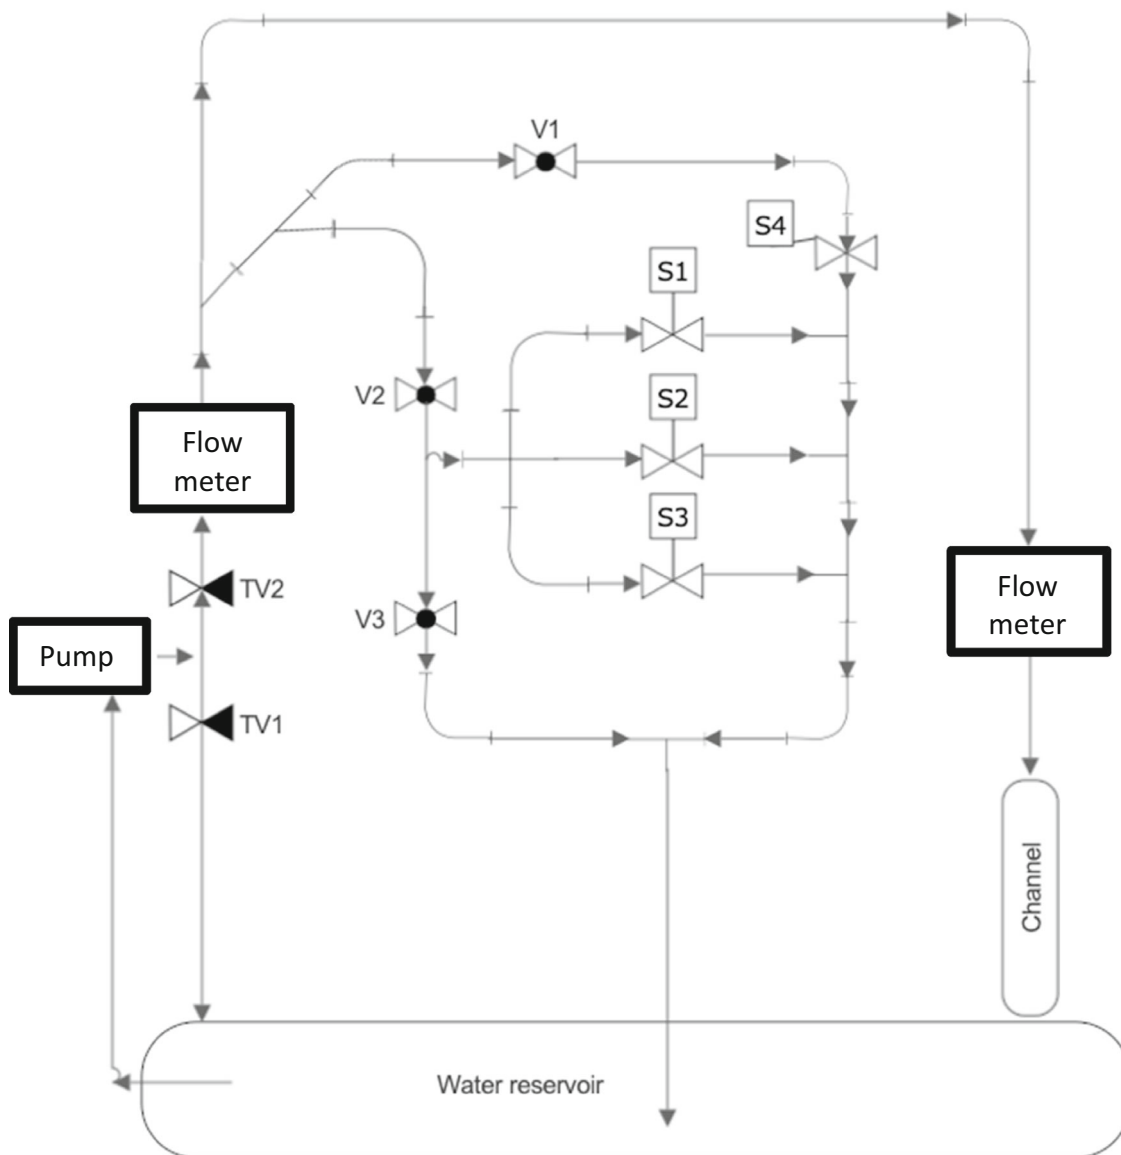 V1
S4
S1
V2
S2
Flow
meter
S3
TV2
V3
Flow
meter
Pump
TV1
Channel
Water reservoir